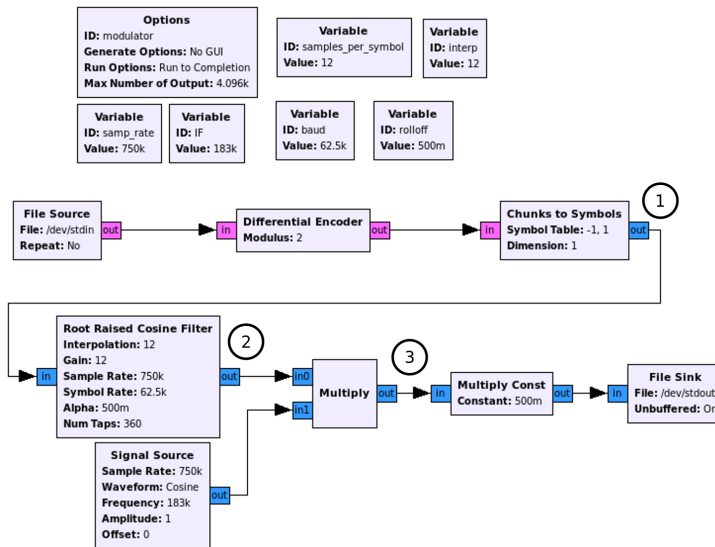 Options
ID: modulator
Generate Options: No GUI
Run Options: Run to Completion
Max Number of Output: 4.096k
Variable
ID: samples_per_symbol
Value: 12
Variable
ID: interp
Value: 12
Variable
ID: samp_rate
Value: 750k
Variable
ID: IF
Value: 183k
Variable
ID: baud
Value: 62.5k
Variable
ID: rolloff
Value: 500m
File Source
File: /dev/stdin
Repeat: No
out
in
Differential Encoder
Modulus: 2
out
in
Chunks to Symbols
Symbol Table: -1, 1
Dimension: 1
out
1
in
Root Raised Cosine Filter
Interpolation: 12
Gain: 12
Sample Rate: 750k
Symbol Rate: 62.5k
Alpha: 500m
Num Taps: 360
out
2
in0
in1
Multiply
out
3
in
Multiply Const
Constant: 500m
out
in
File Sink
File: /dev/stdout
Unbuffered: On
Signal Source
Sample Rate: 750k
Waveform: Cosine
Frequency: 183k
Amplitude: 1
Offset: 0
out